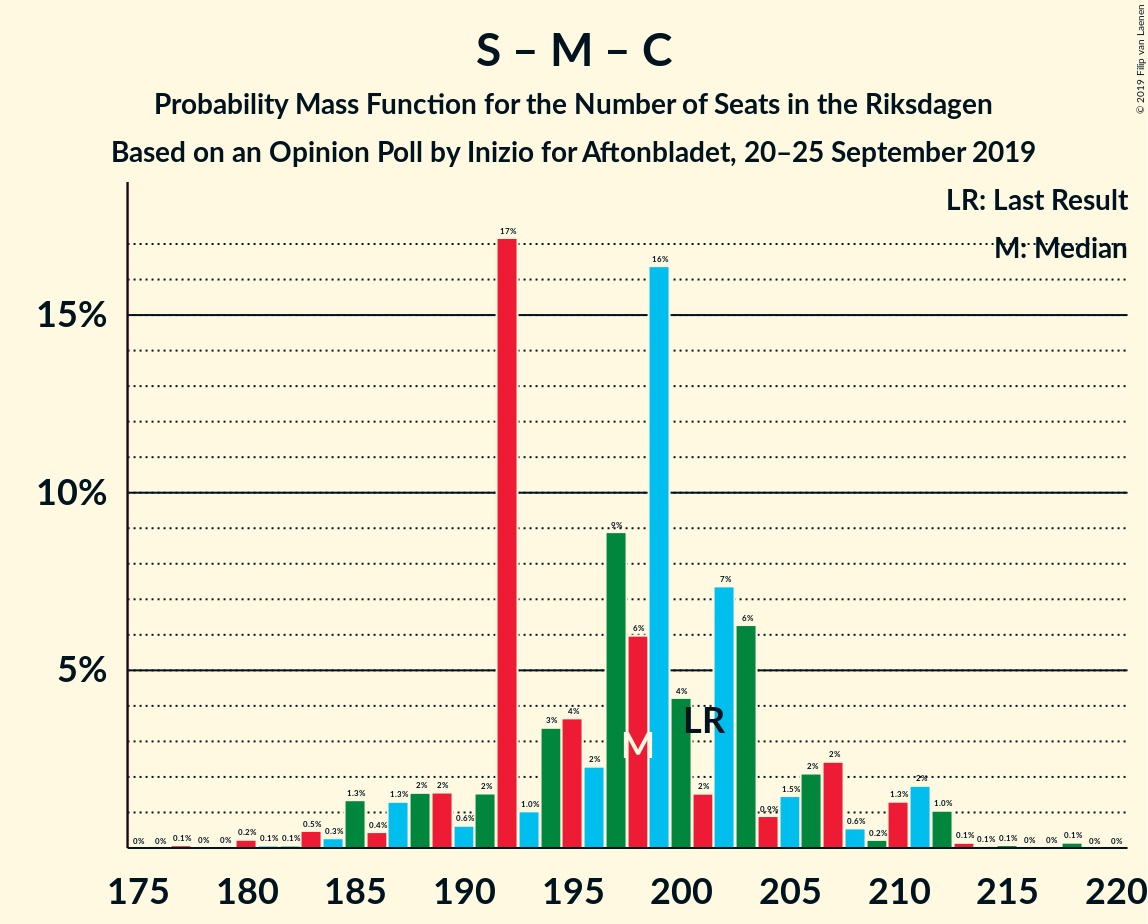 S – M – C
Probability Mass Function for the Number of Seats in the Riksdagen
Based on an Opinion Poll by Inizio for Aftonbladet, 20–25 September 2019
© 2019 Filip van Laenen
LR: Last Result
M: Median
15%
10%
5%
0% 0% 0.1% 0% 0% 0.2% 0.1% 0.1% 0.5% 0.3% 1.3% 0.4% 1.3% 2% 2% 0.6% 2% 17% 1.0% 3% 4% 2% 9% 6% 16% 4% 2% 7% 6% 0.9% 1.5% 2% 2% 0.6% 0.2% 1.3% 2% 1.0% 0.1% 0.1% 0.1% 0% 0% 0.1% 0% 0%
M
LR
175 180 185 190 195 200 205 210 215 220